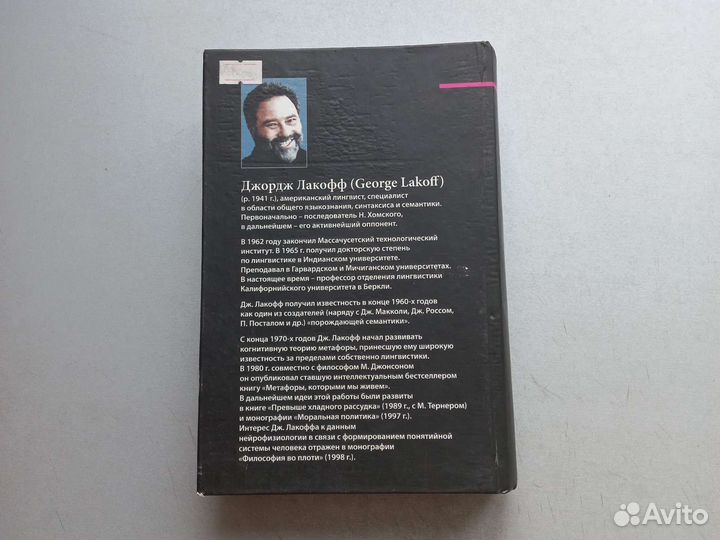 Джордж Лакофф (George Lakoff)
(р. 1941 г.), американский лингвист, специалист
в области общего языкознания, синтаксиса и семантики.
Первоначально – последователь Н. Хомского,
в дальнейшем – его активнейший оппонент.
В 1962 году закончил Массачусетский технологический
институт. В 1965 г. получил докторскую степень
по лингвистике в Индианском университете.
Преподавал в Гарвардском и Мичиганском университетах.
В настоящее время – профессор отделения лингвистики
Калифорнийского университета в Беркли.
Дж. Лакофф получил известность в конце 1960-х годов
как один из создателей (наряду с Дж. Макколи, Дж. Россом,
П. Посталом и др.) «порождающей семантики».
С конца 1970-х годов Дж. Лакофф начал развивать
когнитивную теорию метафоры, принесшую ему широкую
известность за пределами собственно лингвистики.
В 1980 г. совместно с философом М. Джонсоном
он опубликовал ставшую интеллектуальным бестселлером
книгу «Метафоры, которыми мы живем».
В дальнейшем идеи этой работы были развиты
в книге «Превыше хладного рассудка» (1989 г., с М. Тернером)
и монографии «Моральная политика» (1997 г.).
Интерес Дж. Лакоффа к данным
нейрофизиологии в связи с формированием понятийной
системы человека отражен в монографии
«Философия во плоти» (1998 г.).
Avito